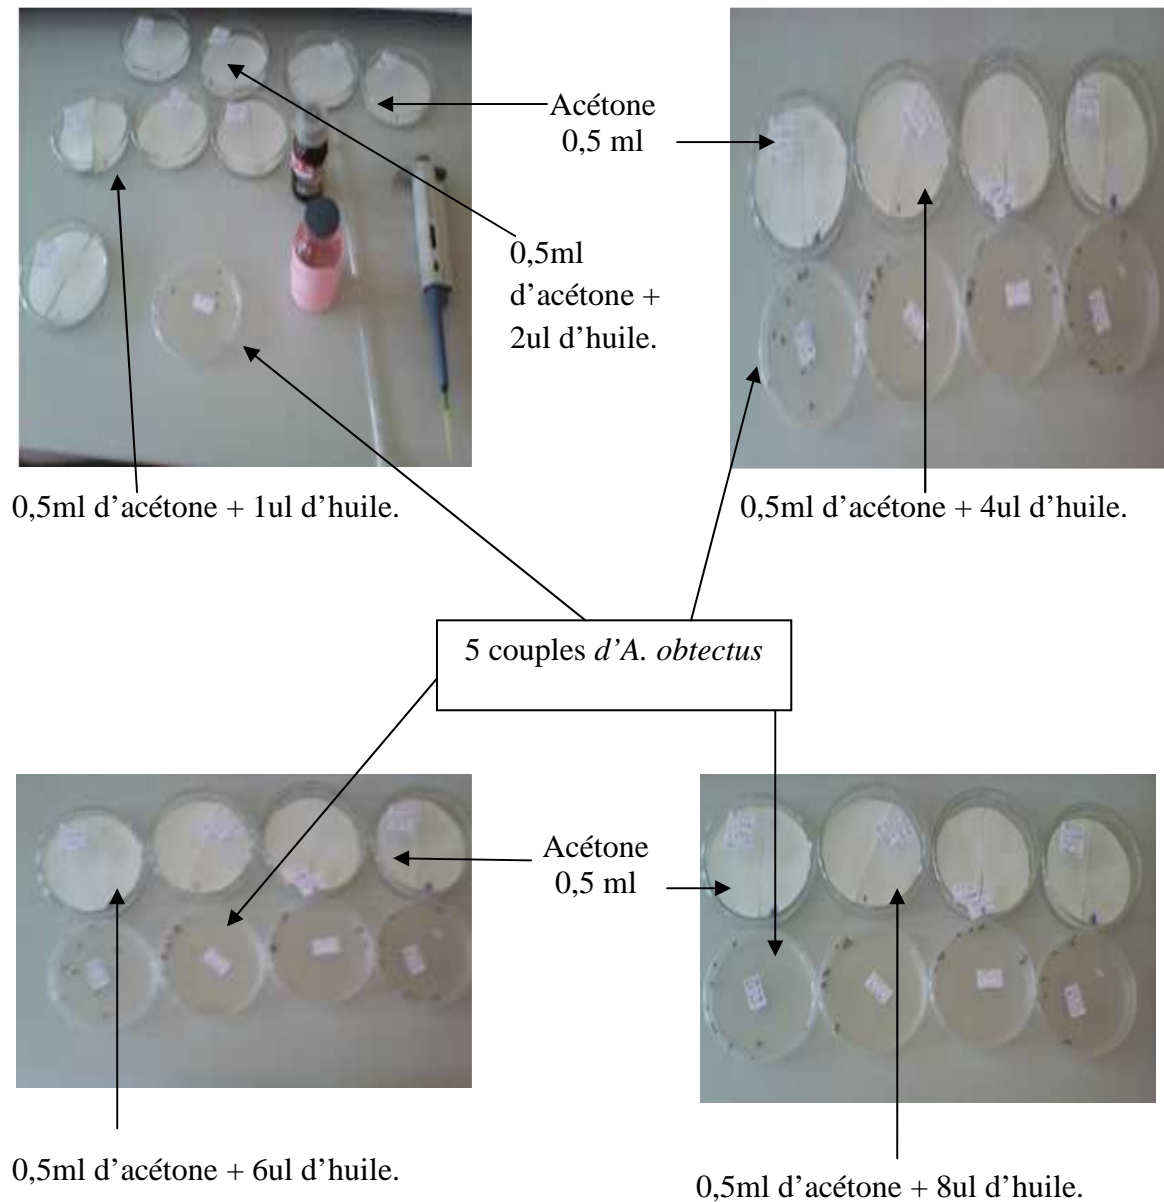 Acétone
0,5 ml
0,5ml
d’acétone +
2ul d’huile.
0,5ml d’acétone + 1ul d’huile.
0,5ml d’acétone + 4ul d’huile.
5 couples d’A. obtectus
Acétone
0,5 ml
0,5ml d’acétone + 6ul d’huile.
0,5ml d’acétone + 8ul d’huile.